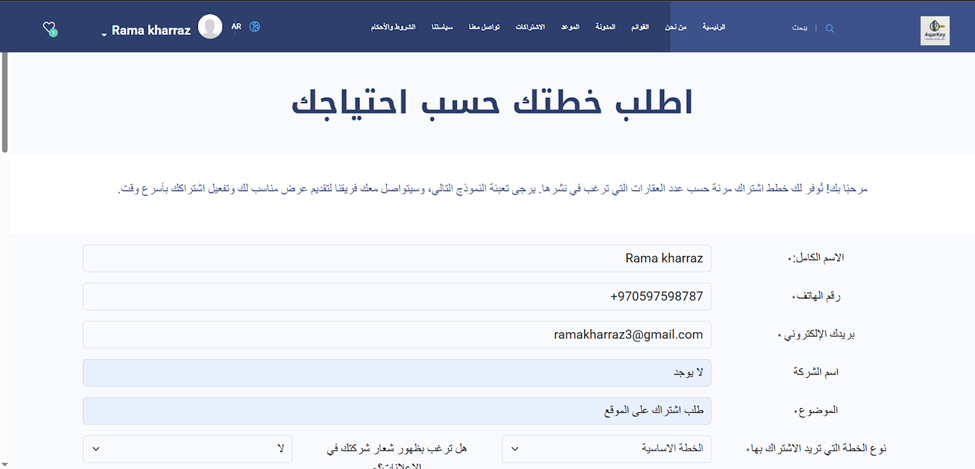 الرئيسية من نحن القوائم المدونة الموعد الاشتراكات تواصل معنا سياستنا الشروط والأحكام
يبحث |
AR
Rama kharraz
1
AqarKey
اطلب خطتك حسب احتياجك
مرحبًا بك! نُوفر لك خطط اشتراك مرنة حسب عدد العقارات التي ترغب في نشرها. يرجى تعبئة النموذج التالي، وسيتواصل معك فريقنا لتقديم عرض مناسب لك وتفعيل اشتراكك بأسرع وقت.
الاسم الكامل:*
Rama kharraz
رقم الهاتف*
+970597598787
بريدك الإلكتروني *
ramakharraz3@gmail.com
اسم الشركة
لا يوجد
الموضوع*
طلب اشتراك على الموقع
نوع الخطة التي تريد الاشتراك بها*
الخطة الاساسية
هل ترغب بظهور شعار شركتك في
الإعلانات؟*
لا